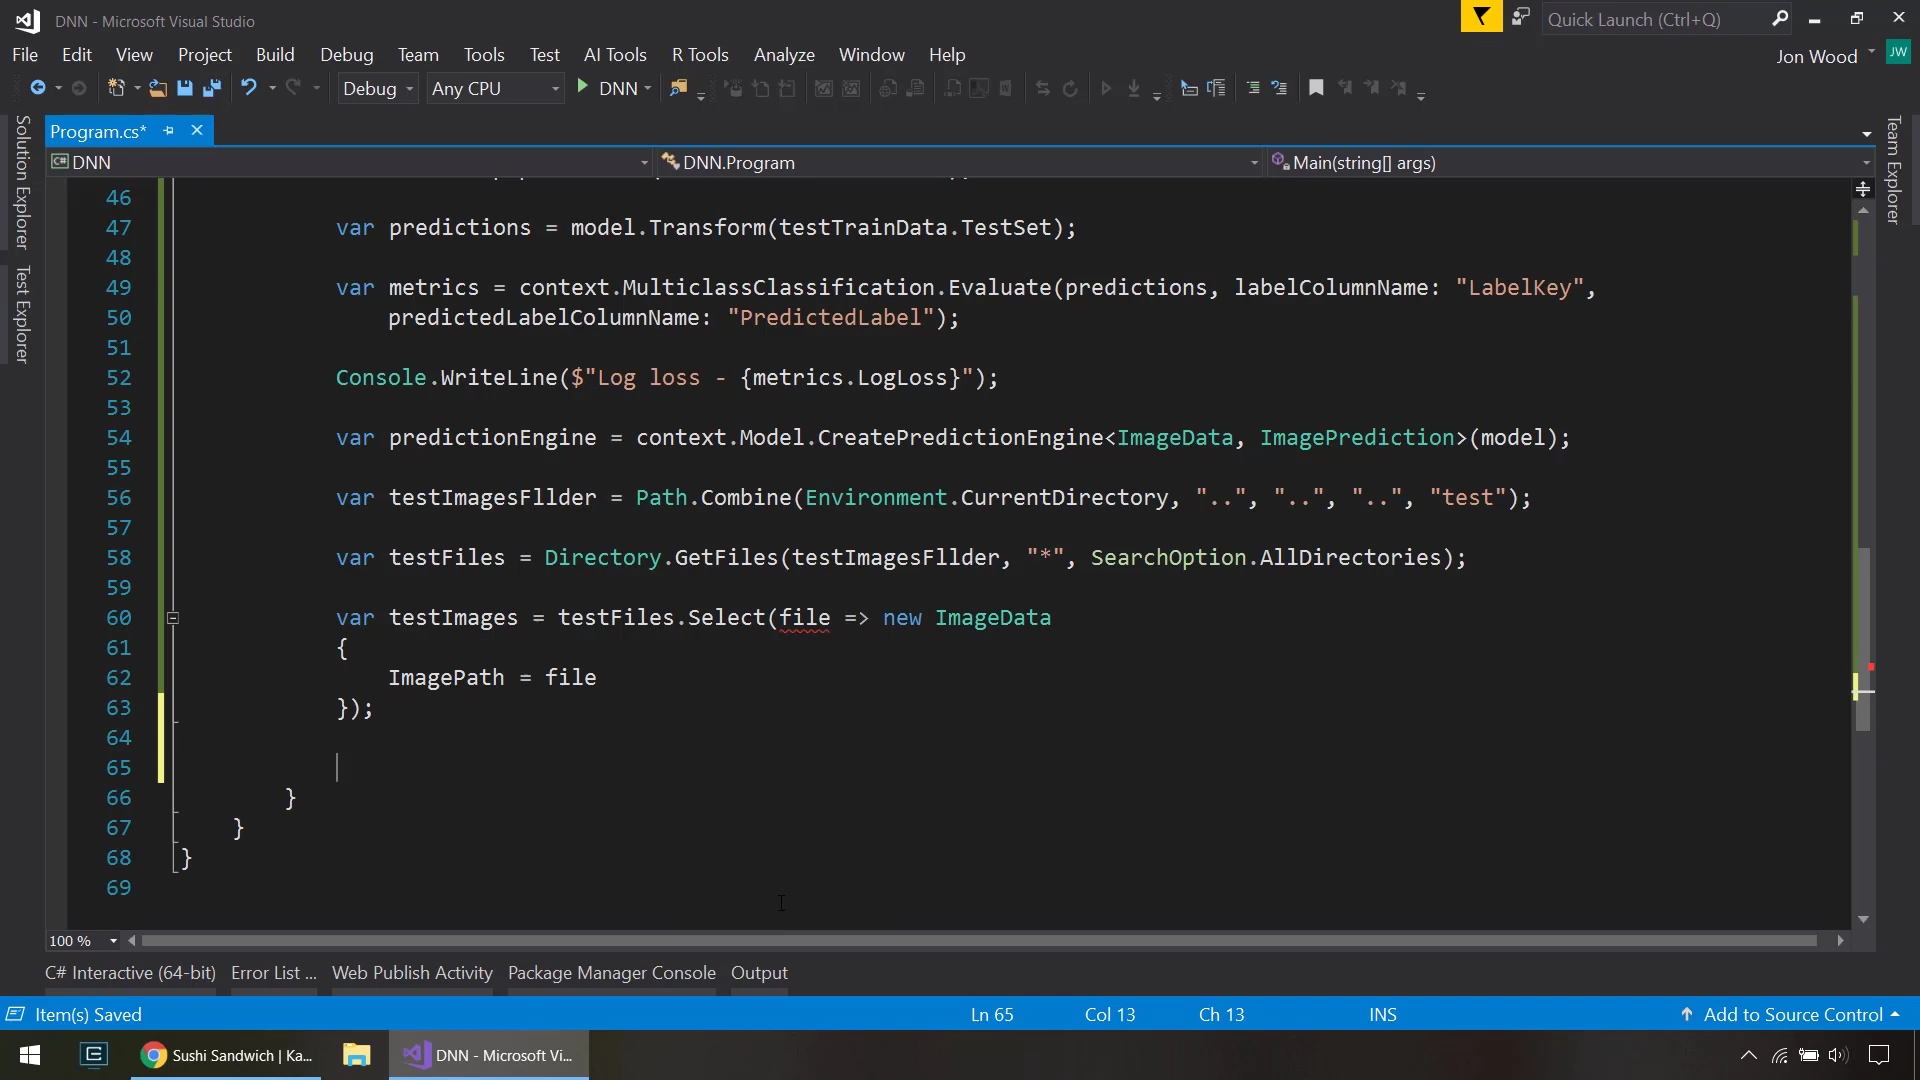 DNN - Microsoft Visual Studio
Quick Launch (Ctrl+Q)
File Edit View Project Build Debug Team Tools Test AI Tools R Tools Analyze Window Help
Jon Wood JW
Debug Any CPU DNN
Solution Explorer
Test Explorer
Team Explorer
Program.cs*
DNN DNN.Program Main(string[] args)
46
47 var predictions = model.Transform(testTrainData.TestSet);
48
49 var metrics = context.MulticlassClassification.Evaluate(predictions, labelColumnName: "LabelKey",
50 predictedLabelColumnName: "PredictedLabel");
51
52 Console.WriteLine($"Log loss - {metrics.LogLoss}");
53
54 var predictionEngine = context.Model.CreatePredictionEngine<ImageData, ImagePrediction>(model);
55
56 var testImagesFllder = Path.Combine(Environment.CurrentDirectory, "..", "..", "..", "test");
57
58 var testFiles = Directory.GetFiles(testImagesFllder, "*", SearchOption.AllDirectories);
59
60 var testImages = testFiles.Select(file => new ImageData
61 {
62 ImagePath = file
63 });
64
65
66 }
67 }
68 }
69
100 %
C# Interactive (64-bit) Error List ... Web Publish Activity Package Manager Console Output
Item(s) Saved Ln 65 Col 13 Ch 13 INS Add to Source Control
Sushi Sandwich | Ka... DNN - Microsoft Vi...